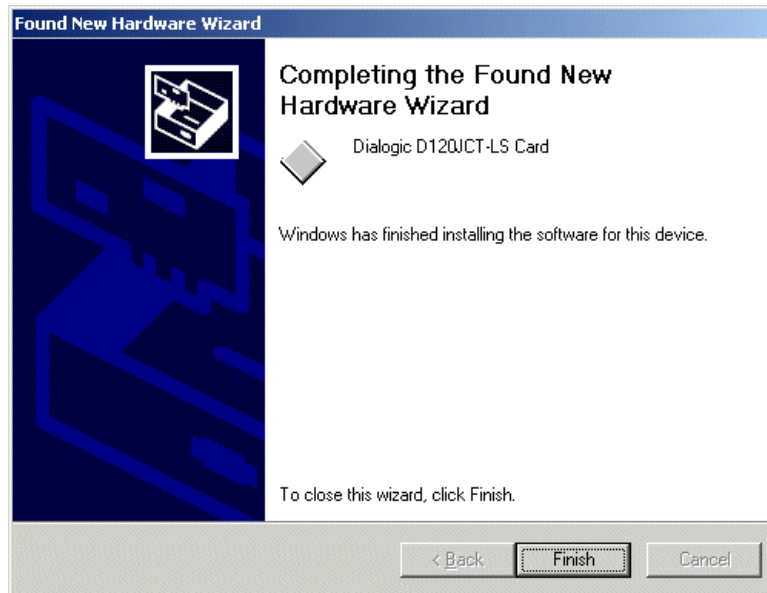 Found New Hardware Wizard
Completing the Found New
Hardware Wizard
Dialogic D120JCT-LS Card
Windows has finished installing the software for this device.
To close this wizard, click Finish.
< Back
Finish
Cancel